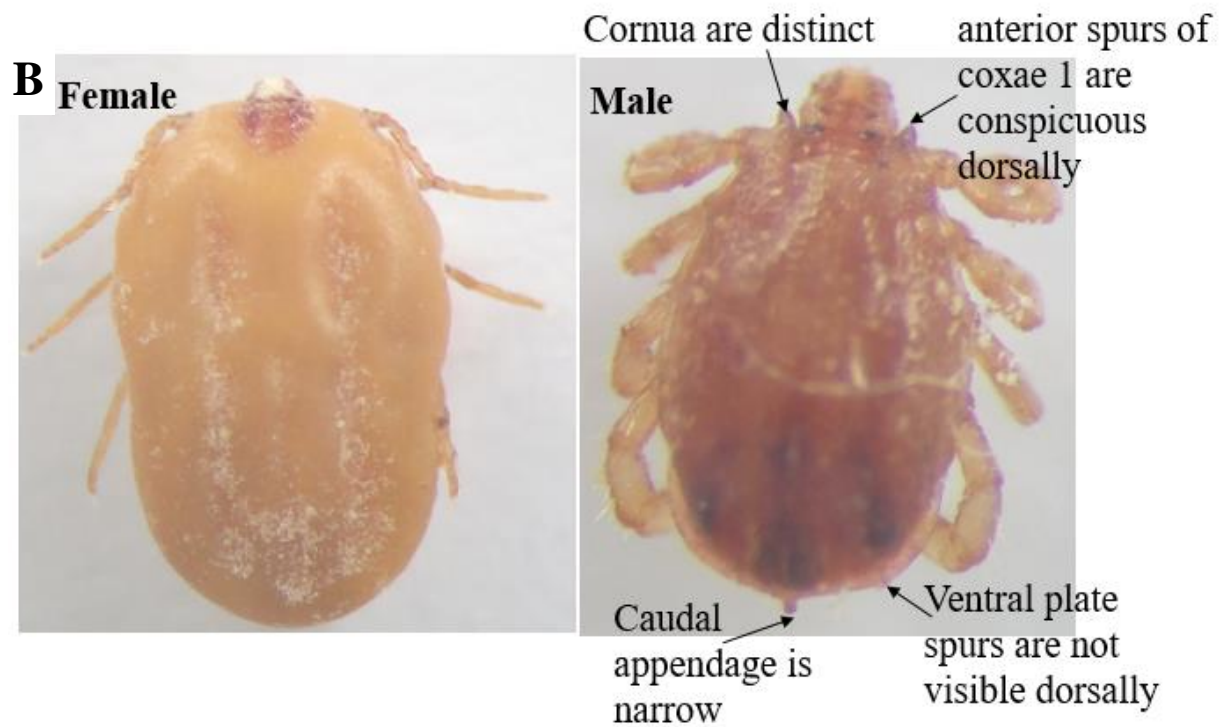 B
Female
Male
Cornua are distinct
anterior spurs of
coxae 1 are
conspicuous
dorsally
Caudal
appendage is
narrow
Ventral plate
spurs are not
visible dorsally